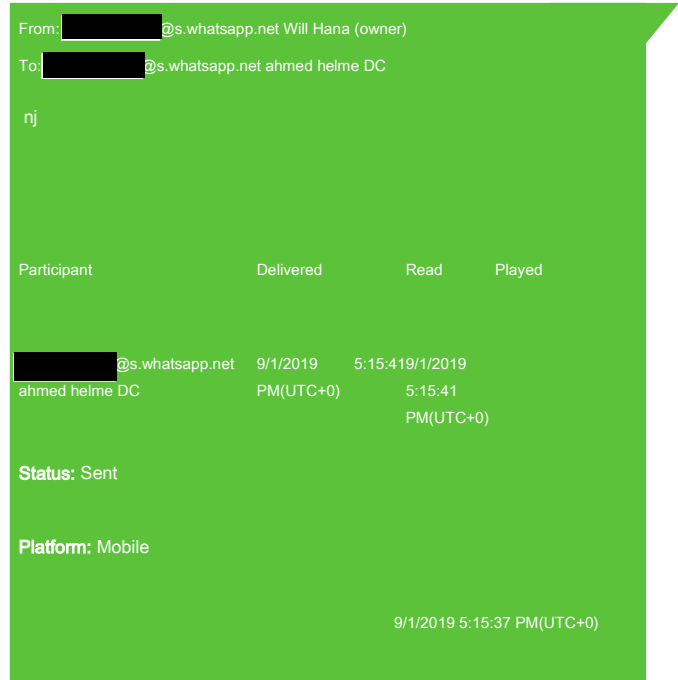 From: @s.whatsapp.net Will Hana (owner)
To: @s.whatsapp.net ahmed helme DC
nj
Participant Delivered Read Played
@s.whatsapp.net 9/1/2019 5:15:419/1/2019
ahmed helme DC PM(UTC+0) 5:15:41
PM(UTC+0)
Status: Sent
Platform: Mobile
9/1/2019 5:15:37 PM(UTC+0)